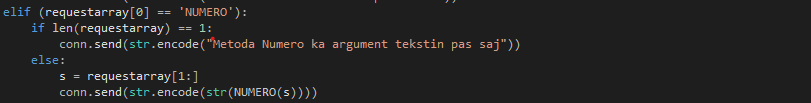 elif (requestarray[0] == 'NUMERO'):
if len(requestarray) == 1:
conn.send(str.encode("Metoda Numero ka argument tekstin pas saj"))
else:
s = requestarray[1:]
conn.send(str.encode(str(NUMERO(s))))